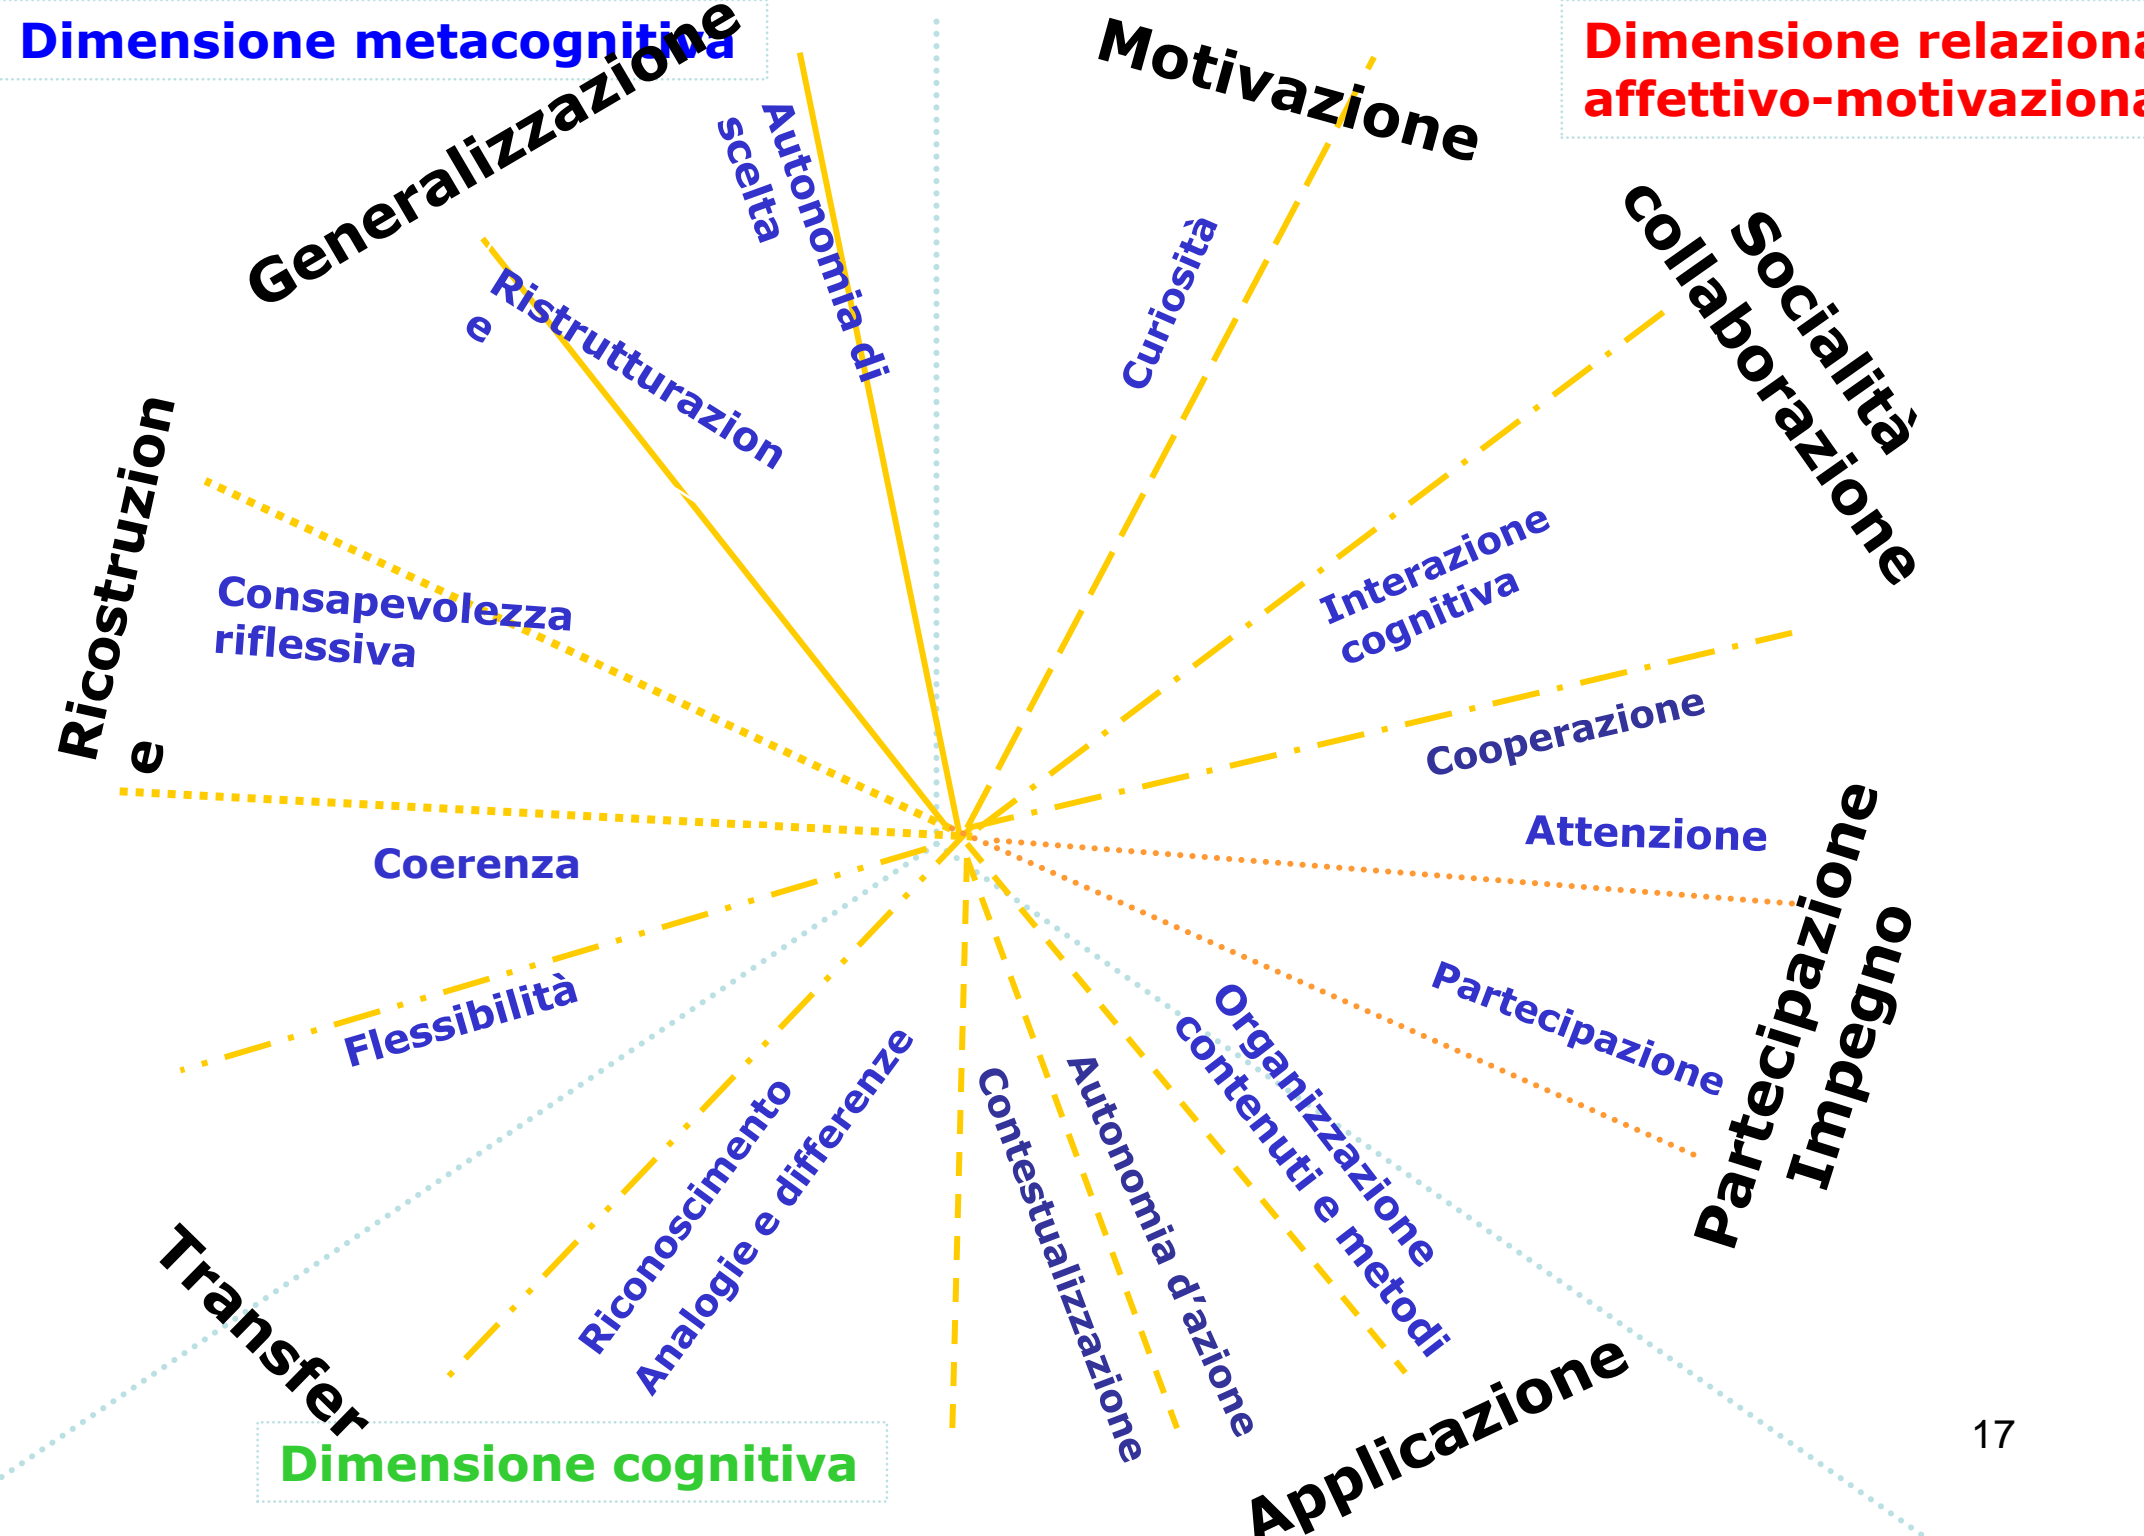 Dimensione metacognitiva
Generalizzazione
Autonomia di
scelta
Ristrutturazion
e
Motivazione
Dimensione relaziona
affettivo-motivaziona
Curiosità
Socialità
collaborazione
Interazione
cognitiva
Cooperazione
Ricostruzion
e
Consapevolezza
riflessiva
Coerenza
Attenzione
Partecipazione
Partecipazione
Impegno
Flessibilità
Transfer
Riconoscimento
Analogie e differenze
Contestualizzazione
Autonomia d’azione
Organizzazione
contenuti e metodi
Applicazione
Dimensione cognitiva
17